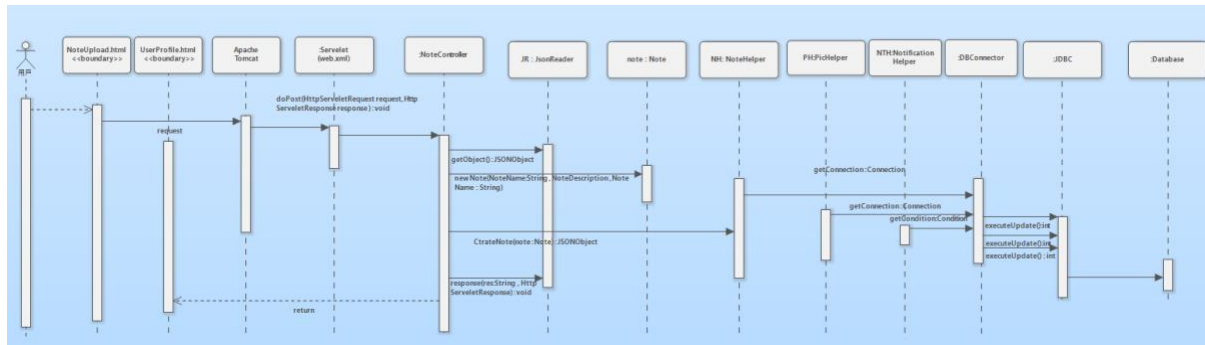 用戶
NoteUpload.html
<<boundary>>
UserProfile.html
<<boundary>>
Apache
Tomcat
:Servelet
(web.xml)
:NoteController
JR : JsonReader
note : Note
NH: NoteHelper
PH:PicHelper
NTH:Notification
Helper
:DBConnector
:JDBC
:Database
doPost(HttpServeletRequest request,Http
ServeletResponse response) :void
request
getObject():JSONObject
newNote(NoteName:String, NoteDescription,Note
Name : String)
getConnection:Connection
getConnection:Connection
getCondition:Condition
executeUpdate():int
executeUpdate():int
executeUpdate() : int
CtrateNote(note :Note) :JSONObject
response(res:String , Http
ServeletResponse) :void
return